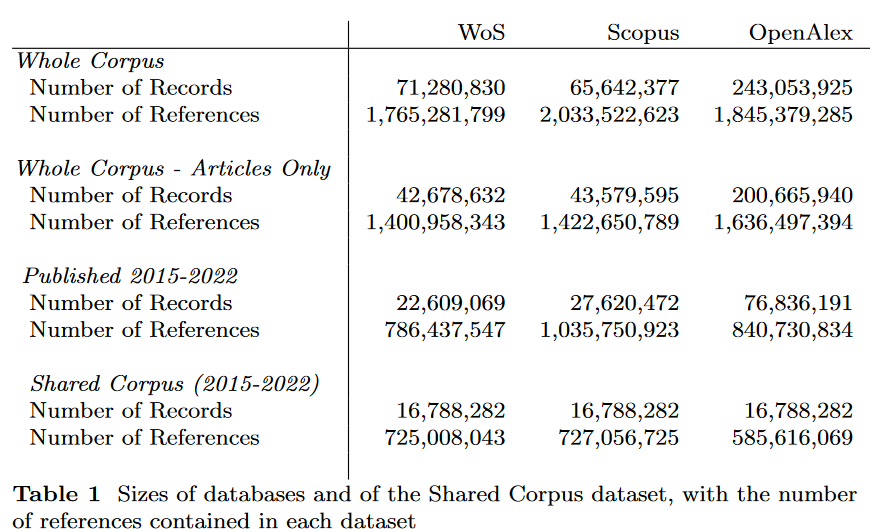 WoS Scopus OpenAlex
Whole Corpus
Number of Records 71,280,830 65,642,377 243,053,925
Number of References 1,765,281,799 2,033,522,623 1,845,379,285
Whole Corpus - Articles Only
Number of Records 42,678,632 43,579,595 200,665,940
Number of References 1,400,958,343 1,422,650,789 1,636,497,394
Published 2015-2022
Number of Records 22,609,069 27,620,472 76,836,191
Number of References 786,437,547 1,035,750,923 840,730,834
Shared Corpus (2015-2022)
Number of Records 16,788,282 16,788,282 16,788,282
Number of References 725,008,043 727,056,725 585,616,069
Table 1 Sizes of databases and of the Shared Corpus dataset, with the number
of references contained in each dataset